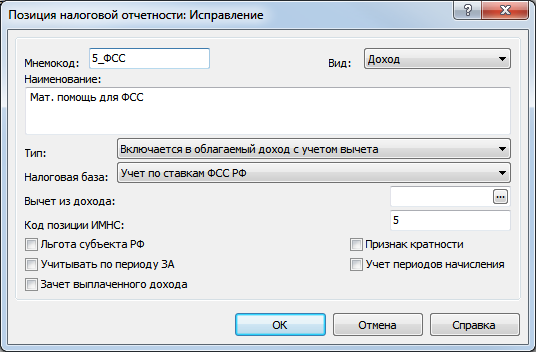 Позиция налоговой отчетности: Исправление
Мнемокод: 5_ФСС Вид: Доход
Наименование:
Мат. помощь для ФСС
Тип: Включается в облагаемый доход с учетом вычета
Налоговая база: Учет по ставкам ФСС РФ
Вычет из дохода: ...
Код позиции ИМНС: 5
Льгота субъекта РФ Признак кратности
Учитывать по периоду ЗА Учет периодов начисления
Зачет выплаченного дохода
ОК Отмена Справка